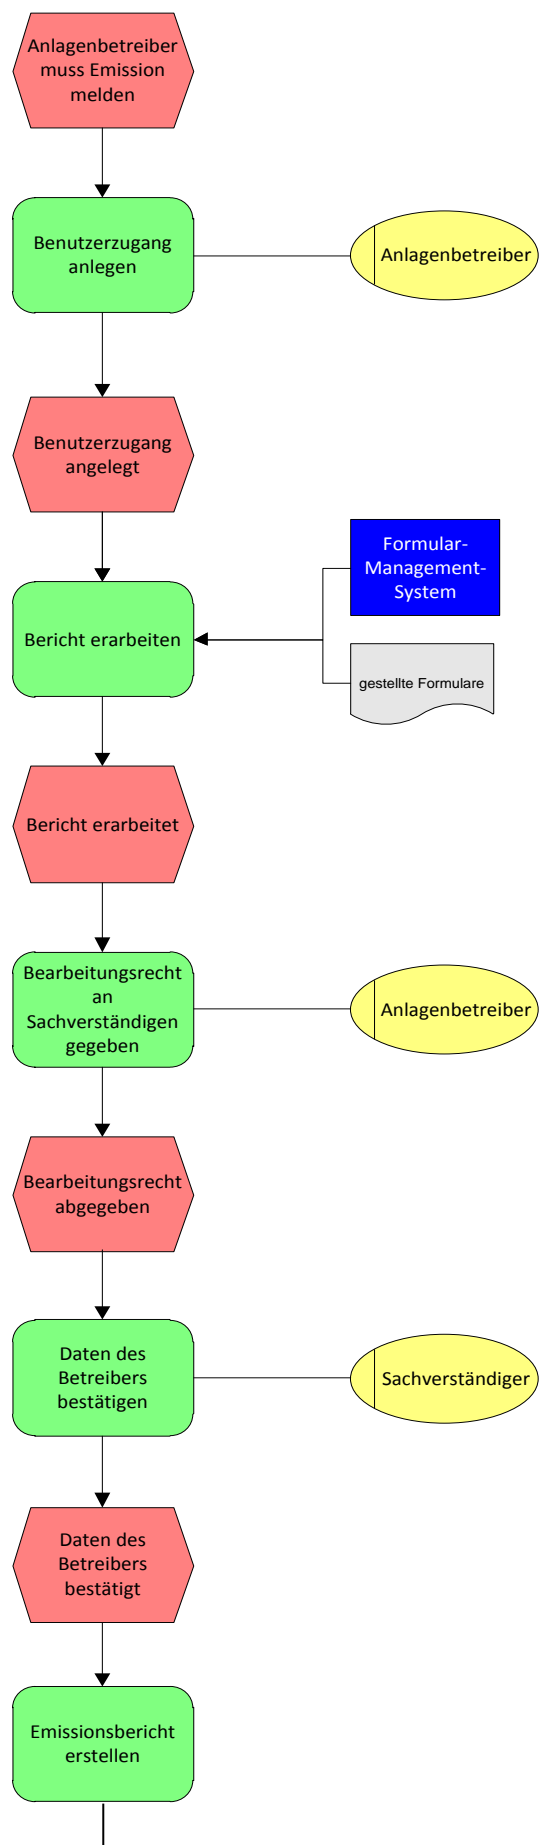 Anlagenbetreiber
muss Emission
melden
Benutzerzugang
anlegen
Anlagenbetreiber
Benutzerzugang
angelegt
Formular-
Management-
System
Bericht erarbeiten
gestellte Formulare
Bericht erarbeitet
Bearbeitungsrecht
an
Sachverständigen
gegeben
Anlagenbetreiber
Bearbeitungsrecht
abgegeben
Daten des
Betreibers
bestätigen
Sachverständiger
Daten des
Betreibers
bestätigt
Emissionsbericht
erstellen